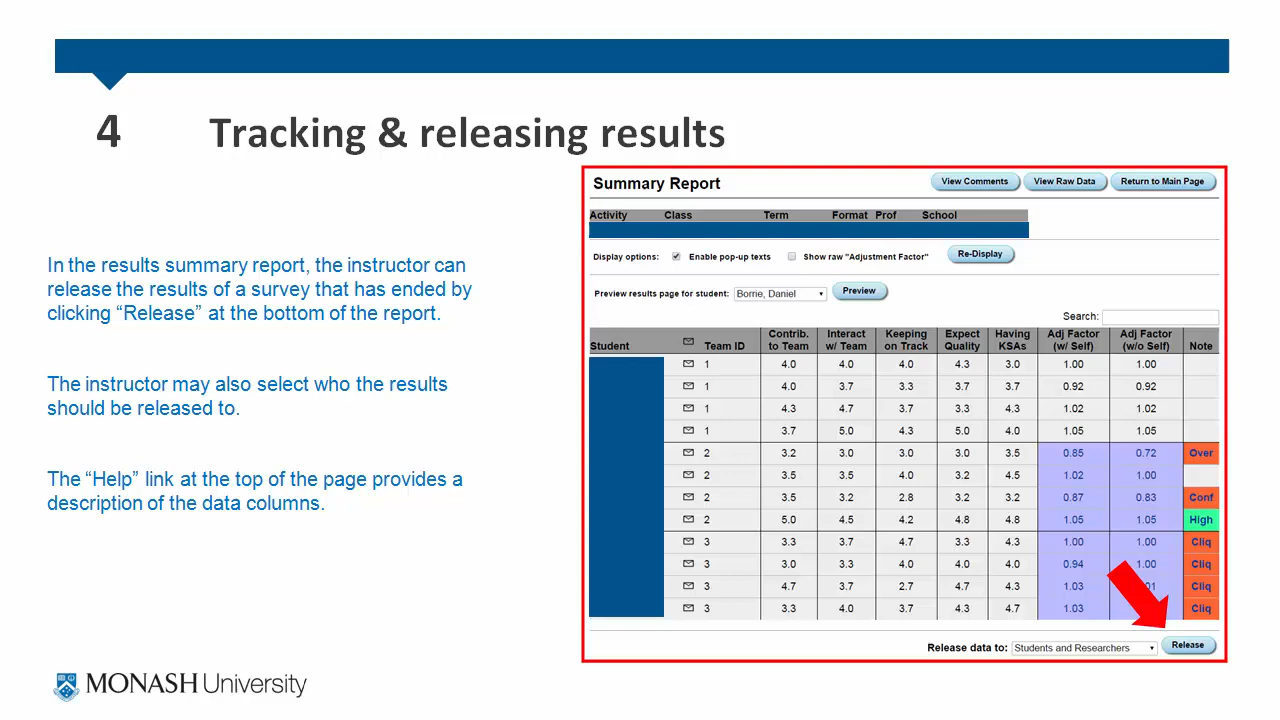 4 Tracking & releasing results
In the results summary report, the instructor can
release the results of a survey that has ended by
clicking “Release” at the bottom of the report.
The instructor may also select who the results
should be released to.
The “Help” link at the top of the page provides a
description of the data columns.
Summary Report View Comments View Raw Data Return to Main Page
Activity Class Term Format Prof School
Display options: Enable pop-up texts Show raw "Adjustment Factor" Re-Display
Preview results page for student: Borrie, Daniel Preview
Search:
Contrib. Interact Keeping Expect Having Adj Factor Adj Factor
Student Team ID to Team w/ Team on Track Quality KSAs (w/ Self) (w/o Self) Note
1 4.0 4.0 4.0 4.3 3.0 1.00 1.00
1 4.0 3.7 3.3 3.7 3.7 0.92 0.92
1 4.3 4.7 3.7 3.3 4.3 1.02 1.02
1 3.7 5.0 4.3 5.0 4.0 1.05 1.05
2 3.2 3.0 3.0 3.0 3.5 0.85 0.72 Over
2 3.5 3.5 4.0 3.2 4.5 1.02 1.00
2 3.5 3.2 2.8 3.2 3.2 0.87 0.83 Conf
2 5.0 4.5 4.2 4.8 4.8 1.05 1.05 High
3 3.3 3.7 4.7 3.3 4.3 1.00 1.00 Cliq
3 3.0 3.3 4.0 4.0 4.0 0.94 1.00 Cliq
3 4.7 3.7 2.7 4.7 4.3 1.03 Cliq
3 3.3 4.0 3.7 4.3 4.7 1.03 Cliq
Release data to: Students and Researchers Release
MONASH University